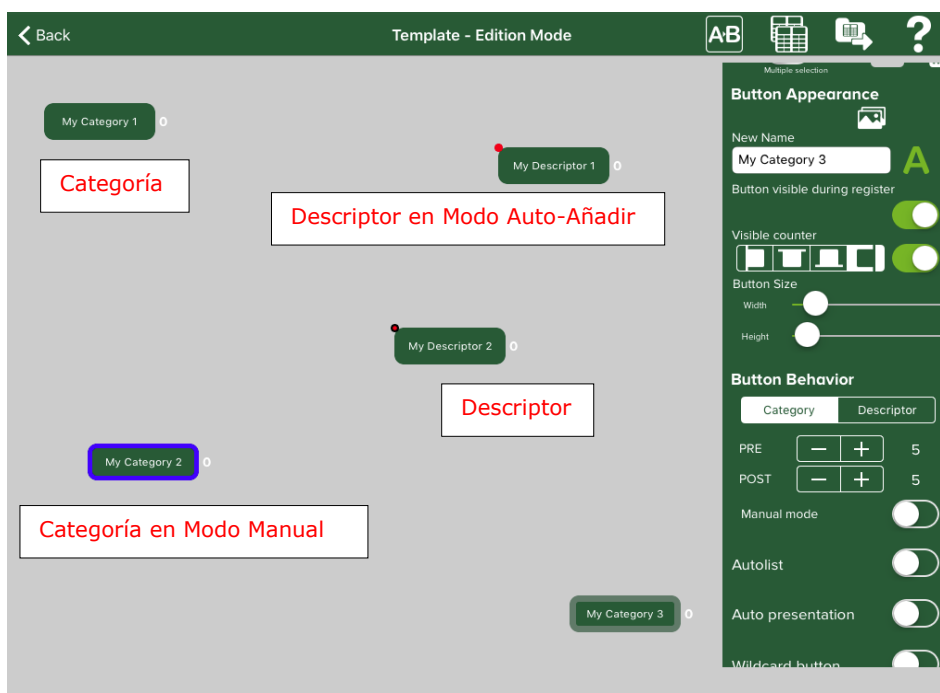 Back
Template - Edition Mode
A·B
?
My Category 1 0
Categoría
My Descriptor 1 0
Descriptor en Modo Auto-Añadir
My Descriptor 2 0
Descriptor
My Category 2 0
Categoría en Modo Manual
My Category 3 0
Multiple selection
Button Appearance
New Name
My Category 3
A
Button visible during register
Visible counter
Button Size
Width
Height
Button Behavior
Category Descriptor
PRE − + 5
POST − + 5
Manual mode
Autolist
Auto presentation
Wildcard button